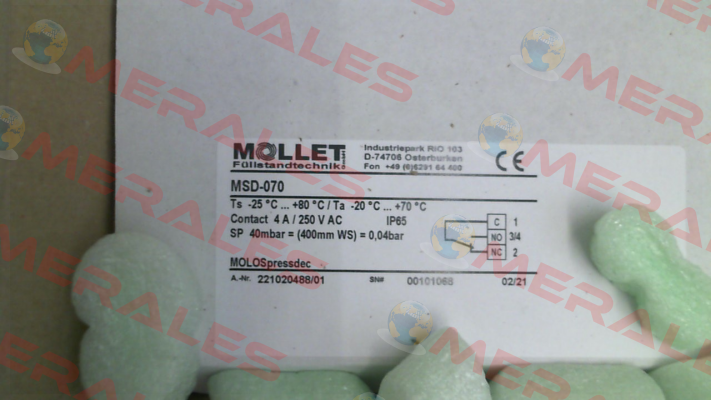 MERALES
MERALES
MERALES
MOLLET GmbH
Füllstandtechnik
Industriepark RIO 103
D-74706 Osterburken
Fon +49 (0)6291 64 400
CE
MSD-070
Ts -25 °C ... +80 °C / Ta -20 °C ... +70 °C
Contact 4 A / 250 V AC IP65
SP 40mbar = (400mm WS) = 0,04bar
C 1
NO 3/4
NC 2
MOLOSpressdec
A.-Nr. 221020488/01 SN# 00101068 02/21
MERALES
MERALES